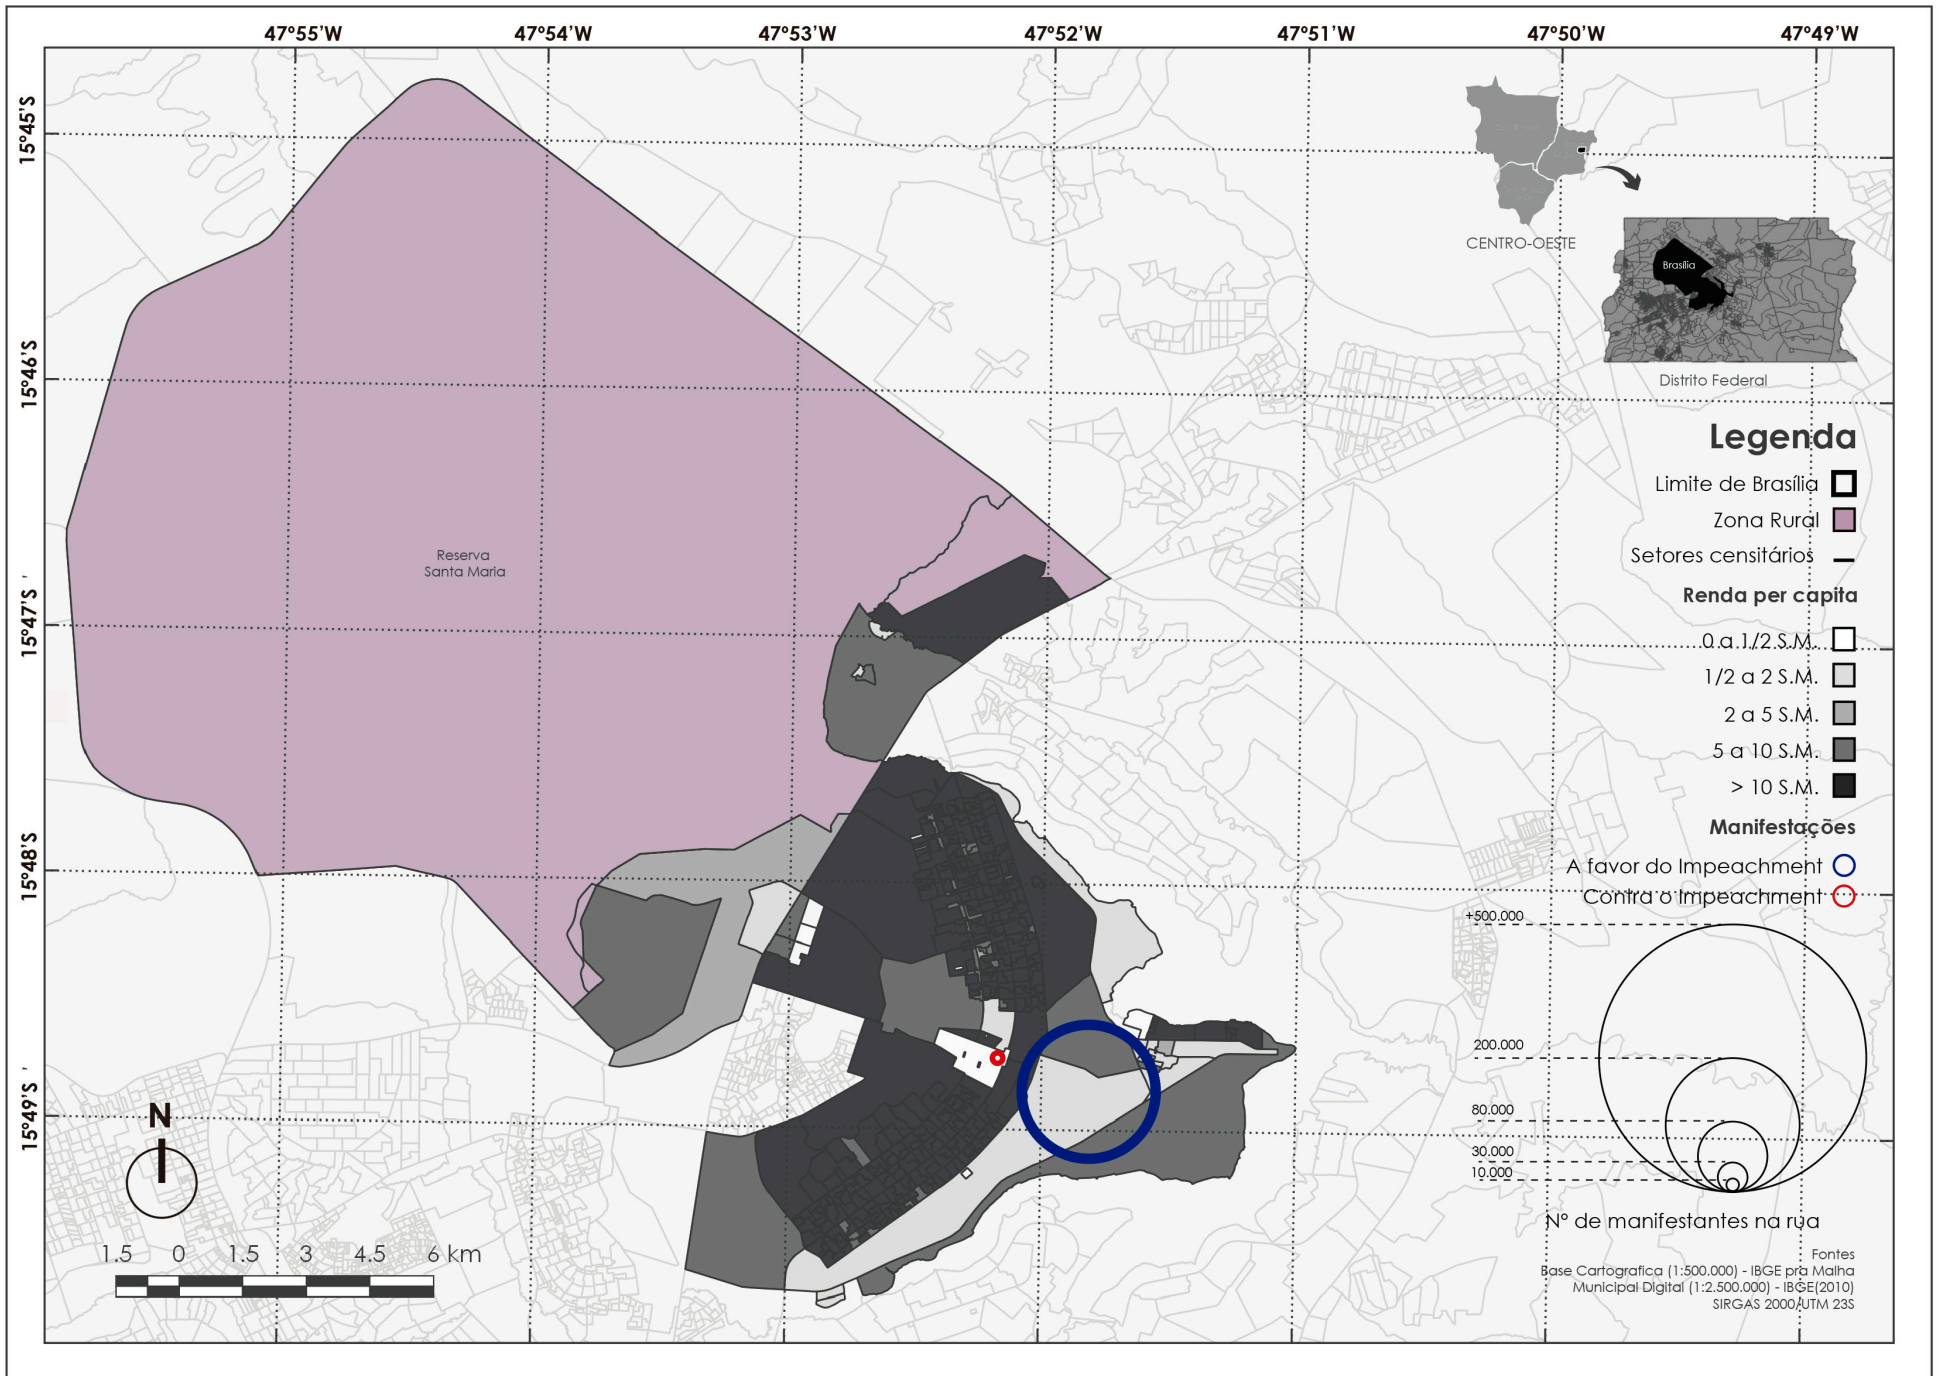 47°55’W 47°54’W 47°53’W 47°52’W 47°51’W 47°50’W 47°49’W
15°45’S
15°46’S
15°47’S '
15°48’S
15°49’S '
CENTRO-OESTE
Brasília
Distrito Federal
Reserva
Santa Maria
Legenda
Limite de Brasília
Zona Rural
Setores censitários
Renda per capita
0 a 1/2 S.M.
1/2 a 2 S.M.
2 a 5 S.M.
5 a 10 S.M.
> 10 S.M.
Manifestações
A favor do Impeachment
Contra o Impeachment
+500.000
200.000
80.000
30.000
10.000
Nº de manifestantes na rua
N
1.5 0 1.5 3 4.5 6 km
Fontes
Base Cartografica (1:500.000) - IBGE pra Malha
Municipal Digital (1:2.500.000) - IBGE(2010)
SIRGAS 2000/UTM 23S